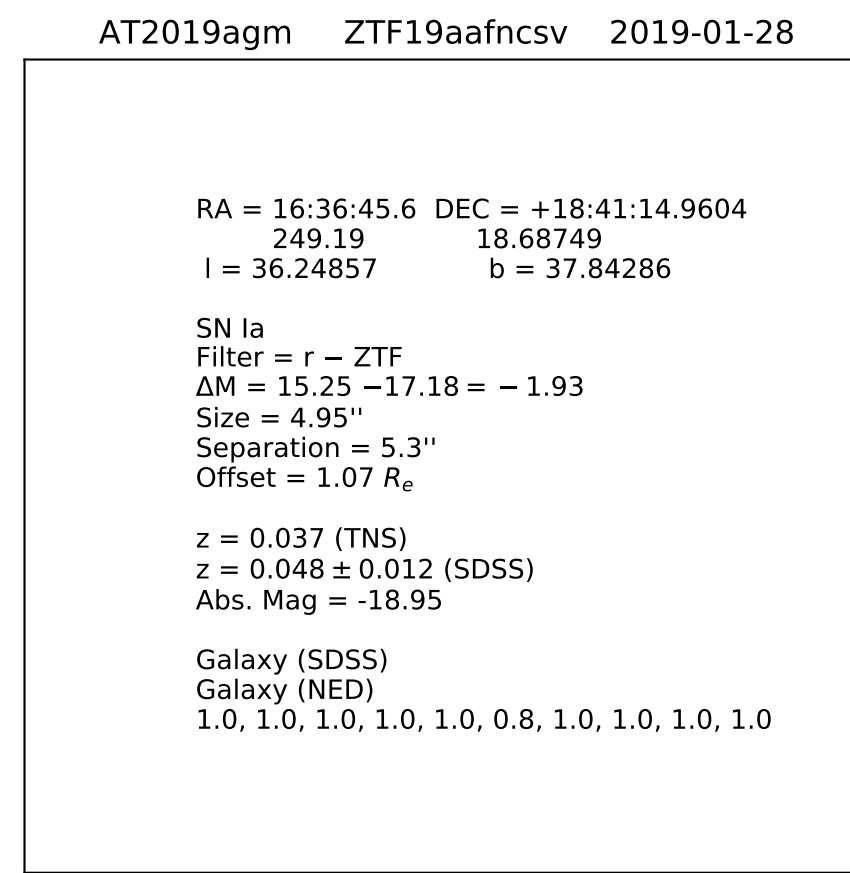 AT2019agm ZTF19aafncsv 2019-01-28
RA = 16:36:45.6 DEC = +18:41:14.9604
249.19 18.68749
l = 36.24857 b = 37.84286
SN Ia
Filter = r − ZTF
ΔM = 15.25 −17.18 = − 1.93
Size = 4.95''
Separation = 5.3''
Offset = 1.07 Re
z = 0.037 (TNS)
z = 0.048 ± 0.012 (SDSS)
Abs. Mag = -18.95
Galaxy (SDSS)
Galaxy (NED)
1.0, 1.0, 1.0, 1.0, 1.0, 0.8, 1.0, 1.0, 1.0, 1.0